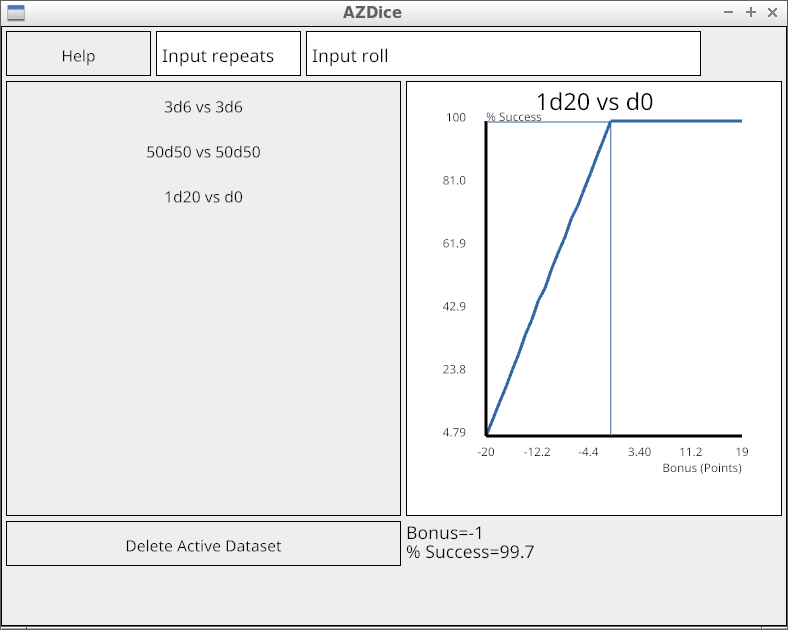 AZDice
Help
Input repeats
Input roll
3d6 vs 3d6
50d50 vs 50d50
1d20 vs d0
1d20 vs d0
% Success
100
81.0
61.9
42.9
23.8
4.79
-20 -12.2 -4.4 3.40 11.2 19
Bonus (Points)
Delete Active Dataset
Bonus=-1
% Success=99.7